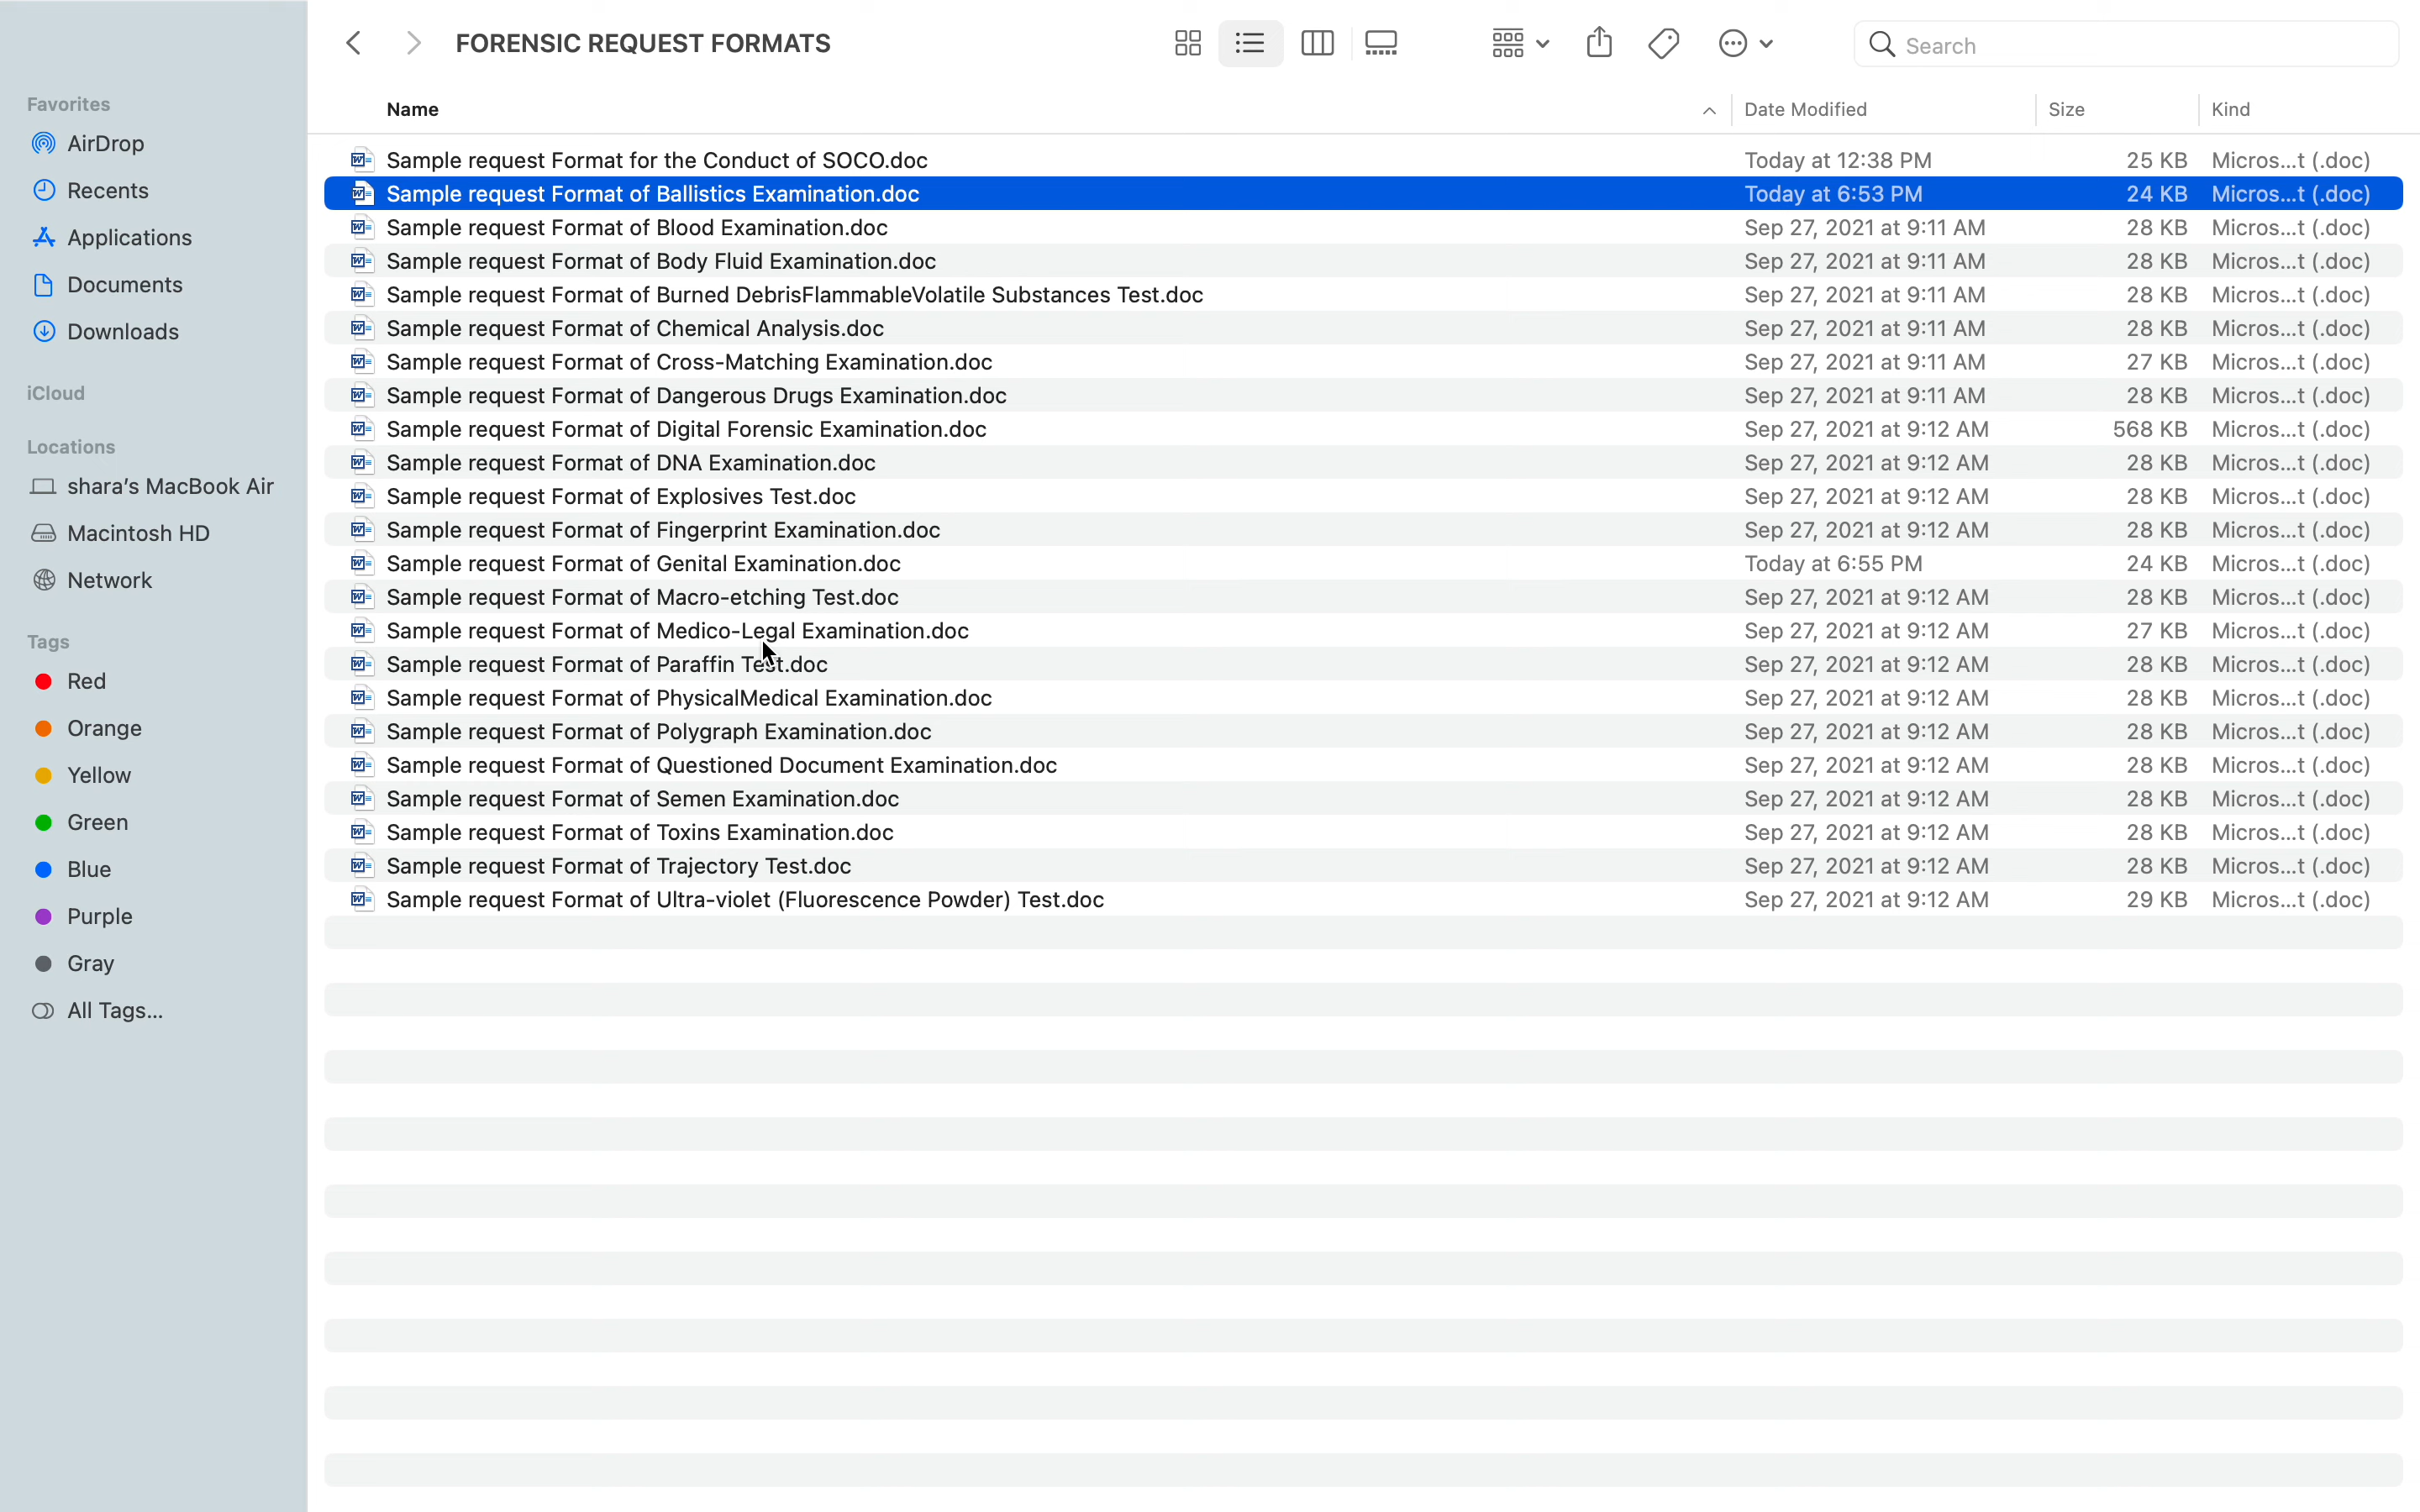 FORENSIC REQUEST FORMATS
Search
Favorites
AirDrop
Recents
Applications
Documents
Downloads
iCloud
Locations
shara's MacBook Air
Macintosh HD
Network
Tags
Red
Orange
Yellow
Green
Blue
Purple
Gray
All Tags...
Name Date Modified Size Kind
Sample request Format for the Conduct of SOCO.doc Today at 12:38 PM 25 KB Micros...t (.doc)
Sample request Format of Ballistics Examination.doc Today at 6:53 PM 24 KB Micros...t (.doc)
Sample request Format of Blood Examination.doc Sep 27, 2021 at 9:11 AM 28 KB Micros...t (.doc)
Sample request Format of Body Fluid Examination.doc Sep 27, 2021 at 9:11 AM 28 KB Micros...t (.doc)
Sample request Format of Burned DebrisFlammableVolatile Substances Test.doc Sep 27, 2021 at 9:11 AM 28 KB Micros...t (.doc)
Sample request Format of Chemical Analysis.doc Sep 27, 2021 at 9:11 AM 28 KB Micros...t (.doc)
Sample request Format of Cross-Matching Examination.doc Sep 27, 2021 at 9:11 AM 27 KB Micros...t (.doc)
Sample request Format of Dangerous Drugs Examination.doc Sep 27, 2021 at 9:11 AM 28 KB Micros...t (.doc)
Sample request Format of Digital Forensic Examination.doc Sep 27, 2021 at 9:12 AM 568 KB Micros...t (.doc)
Sample request Format of DNA Examination.doc Sep 27, 2021 at 9:12 AM 28 KB Micros...t (.doc)
Sample request Format of Explosives Test.doc Sep 27, 2021 at 9:12 AM 28 KB Micros...t (.doc)
Sample request Format of Fingerprint Examination.doc Sep 27, 2021 at 9:12 AM 28 KB Micros...t (.doc)
Sample request Format of Genital Examination.doc Today at 6:55 PM 24 KB Micros...t (.doc)
Sample request Format of Macro-etching Test.doc Sep 27, 2021 at 9:12 AM 28 KB Micros...t (.doc)
Sample request Format of Medico-Legal Examination.doc Sep 27, 2021 at 9:12 AM 27 KB Micros...t (.doc)
Sample request Format of Paraffin Test.doc Sep 27, 2021 at 9:12 AM 28 KB Micros...t (.doc)
Sample request Format of PhysicalMedical Examination.doc Sep 27, 2021 at 9:12 AM 28 KB Micros...t (.doc)
Sample request Format of Polygraph Examination.doc Sep 27, 2021 at 9:12 AM 28 KB Micros...t (.doc)
Sample request Format of Questioned Document Examination.doc Sep 27, 2021 at 9:12 AM 28 KB Micros...t (.doc)
Sample request Format of Semen Examination.doc Sep 27, 2021 at 9:12 AM 28 KB Micros...t (.doc)
Sample request Format of Toxins Examination.doc Sep 27, 2021 at 9:12 AM 28 KB Micros...t (.doc)
Sample request Format of Trajectory Test.doc Sep 27, 2021 at 9:12 AM 28 KB Micros...t (.doc)
Sample request Format of Ultra-violet (Fluorescence Powder) Test.doc Sep 27, 2021 at 9:12 AM 29 KB Micros...t (.doc)